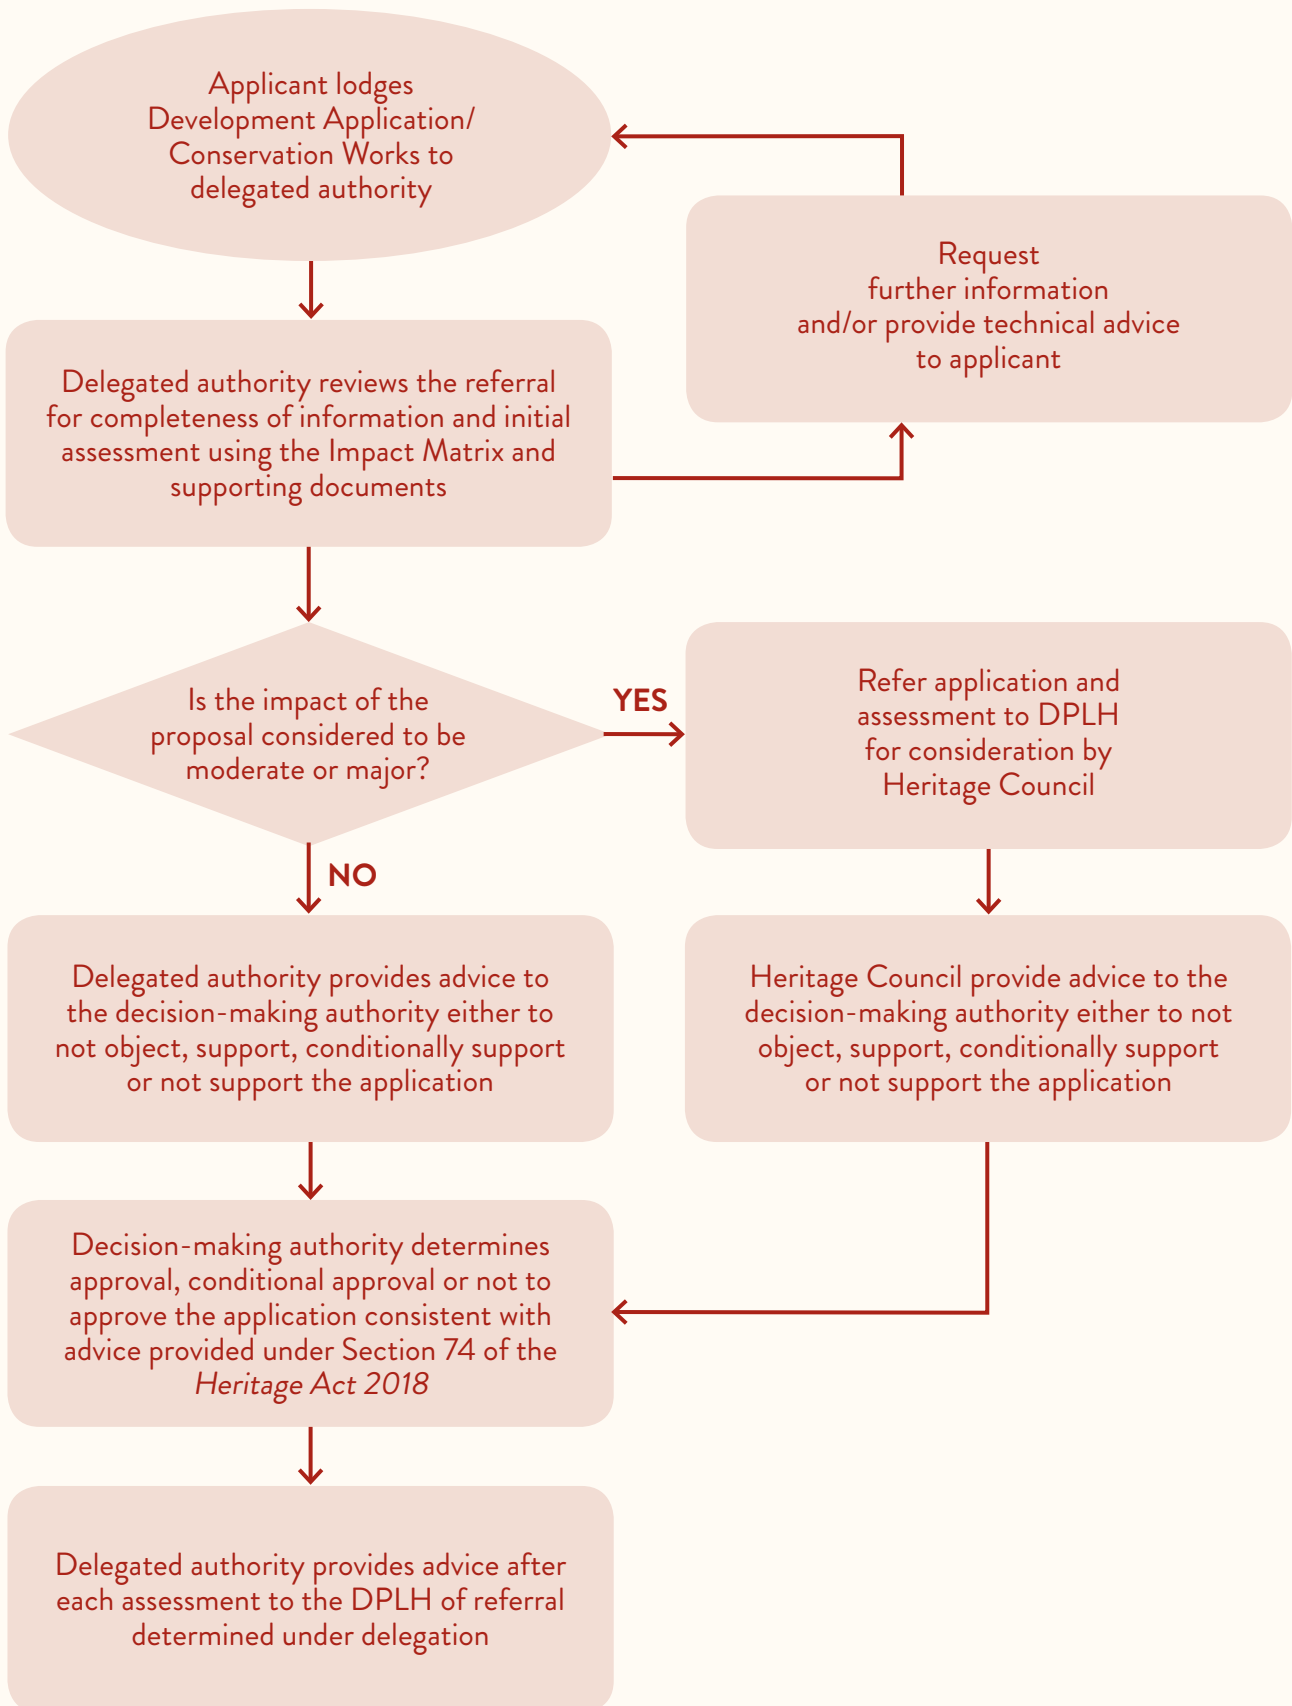 Applicant lodges
Development Application/
Conservation Works to
delegated authority
Request
further information
and/or provide technical advice
to applicant
Delegated authority reviews the referral
for completeness of information and initial
assessment using the Impact Matrix and
supporting documents
Is the impact of the
proposal considered to be
moderate or major?
YES
Refer application and
assessment to DPLH
for consideration by
Heritage Council
NO
Delegated authority provides advice to
the decision-making authority either to
not object, support, conditionally support
or not support the application
Heritage Council provide advice to the
decision-making authority either to not
object, support, conditionally support
or not support the application
Decision-making authority determines
approval, conditional approval or not to
approve the application consistent with
advice provided under Section 74 of the
Heritage Act 2018
Delegated authority provides advice after
each assessment to the DPLH of referral
determined under delegation